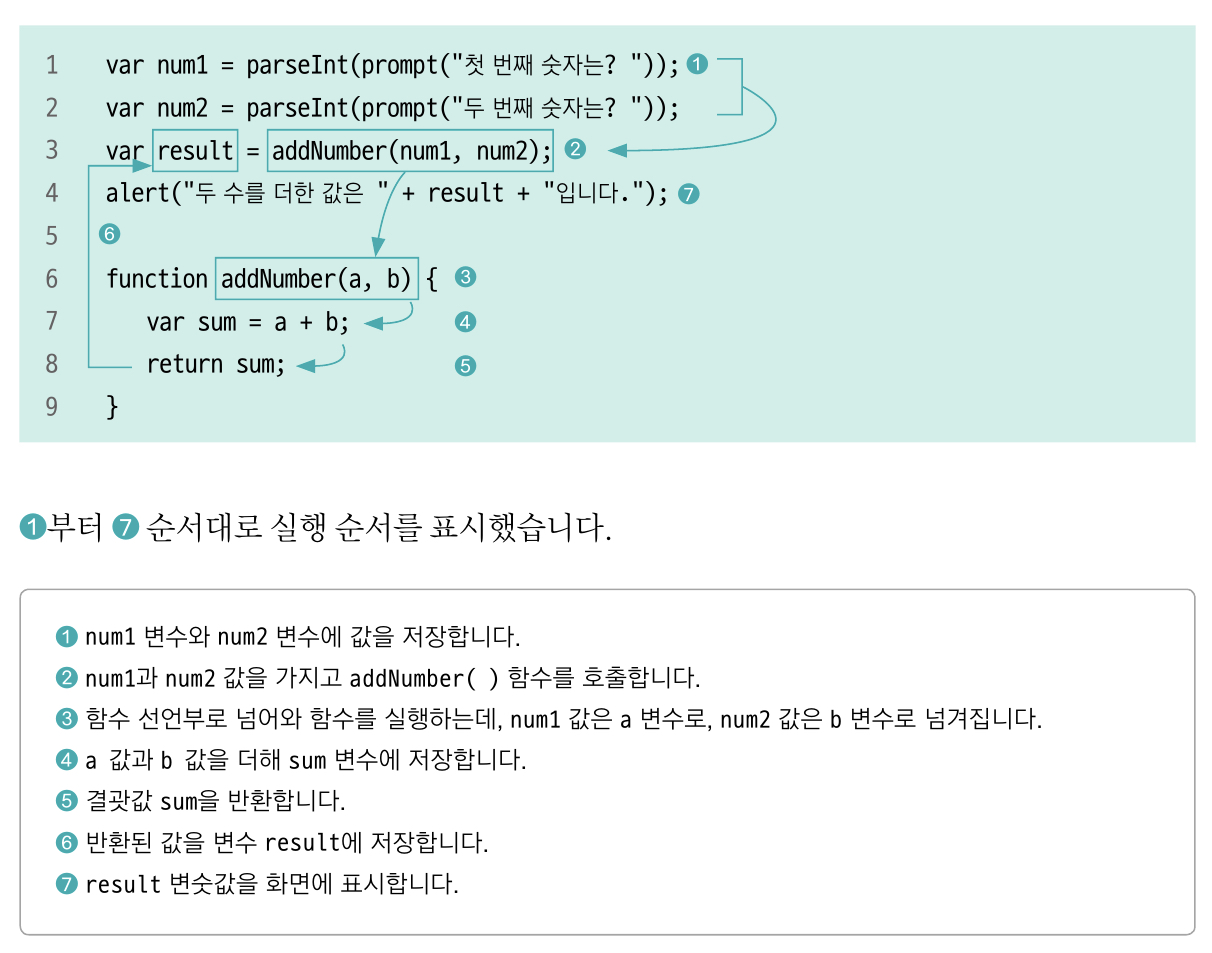 1 var num1 = parseInt(prompt("첫 번째 숫자는? ")); ❶
2 var num2 = parseInt(prompt("두 번째 숫자는? "));
3 var result = addNumber(num1, num2); ❷
4 alert("두 수를 더한 값은 " + result + "입니다."); ❼
5 ❻
6 function addNumber(a, b) { ❸
7 var sum = a + b; ❹
8 return sum; ❺
9 }
❶부터 ❼ 순서대로 실행 순서를 표시했습니다.
❶ num1 변수와 num2 변수에 값을 저장합니다.
❷ num1과 num2 값을 가지고 addNumber( ) 함수를 호출합니다.
❸ 함수 선언부로 넘어와 함수를 실행하는데, num1 값은 a 변수로, num2 값은 b 변수로 넘겨집니다.
❹ a 값과 b 값을 더해 sum 변수에 저장합니다.
❺ 결괏값 sum을 반환합니다.
❻ 반환된 값을 변수 result에 저장합니다.
❼ result 변숫값을 화면에 표시합니다.